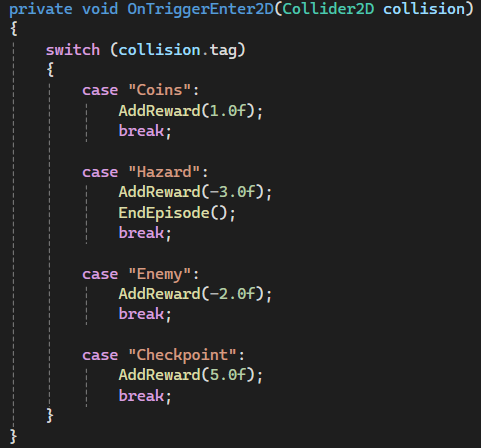 private void OnTriggerEnter2D(Collider2D collision)
{
    switch (collision.tag)
    {
        case "Coins":
            AddReward(1.0f);
            break;

        case "Hazard":
            AddReward(-3.0f);
            EndEpisode();
            break;

        case "Enemy":
            AddReward(-2.0f);
            break;

        case "Checkpoint":
            AddReward(5.0f);
            break;
    }
}